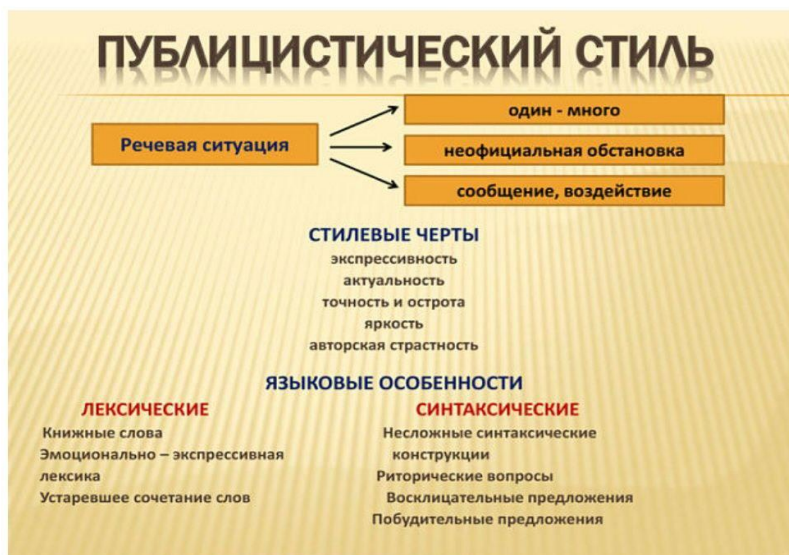 ПУБЛИЦИСТИЧЕСКИЙ СТИЛЬ
Речевая ситуация
один - много
неофициальная обстановка
сообщение, воздействие
СТИЛЕВЫЕ ЧЕРТЫ
экспрессивность
актуальность
точность и острота
яркость
авторская страстность
ЯЗЫКОВЫЕ ОСОБЕННОСТИ
ЛЕКСИЧЕСКИЕ
Книжные слова
Эмоционально – экспрессивная
лексика
Устаревшее сочетание слов
СИНТАКСИЧЕСКИЕ
Несложные синтаксические
конструкции
Риторические вопросы
Восклицательные предложения
Побудительные предложения